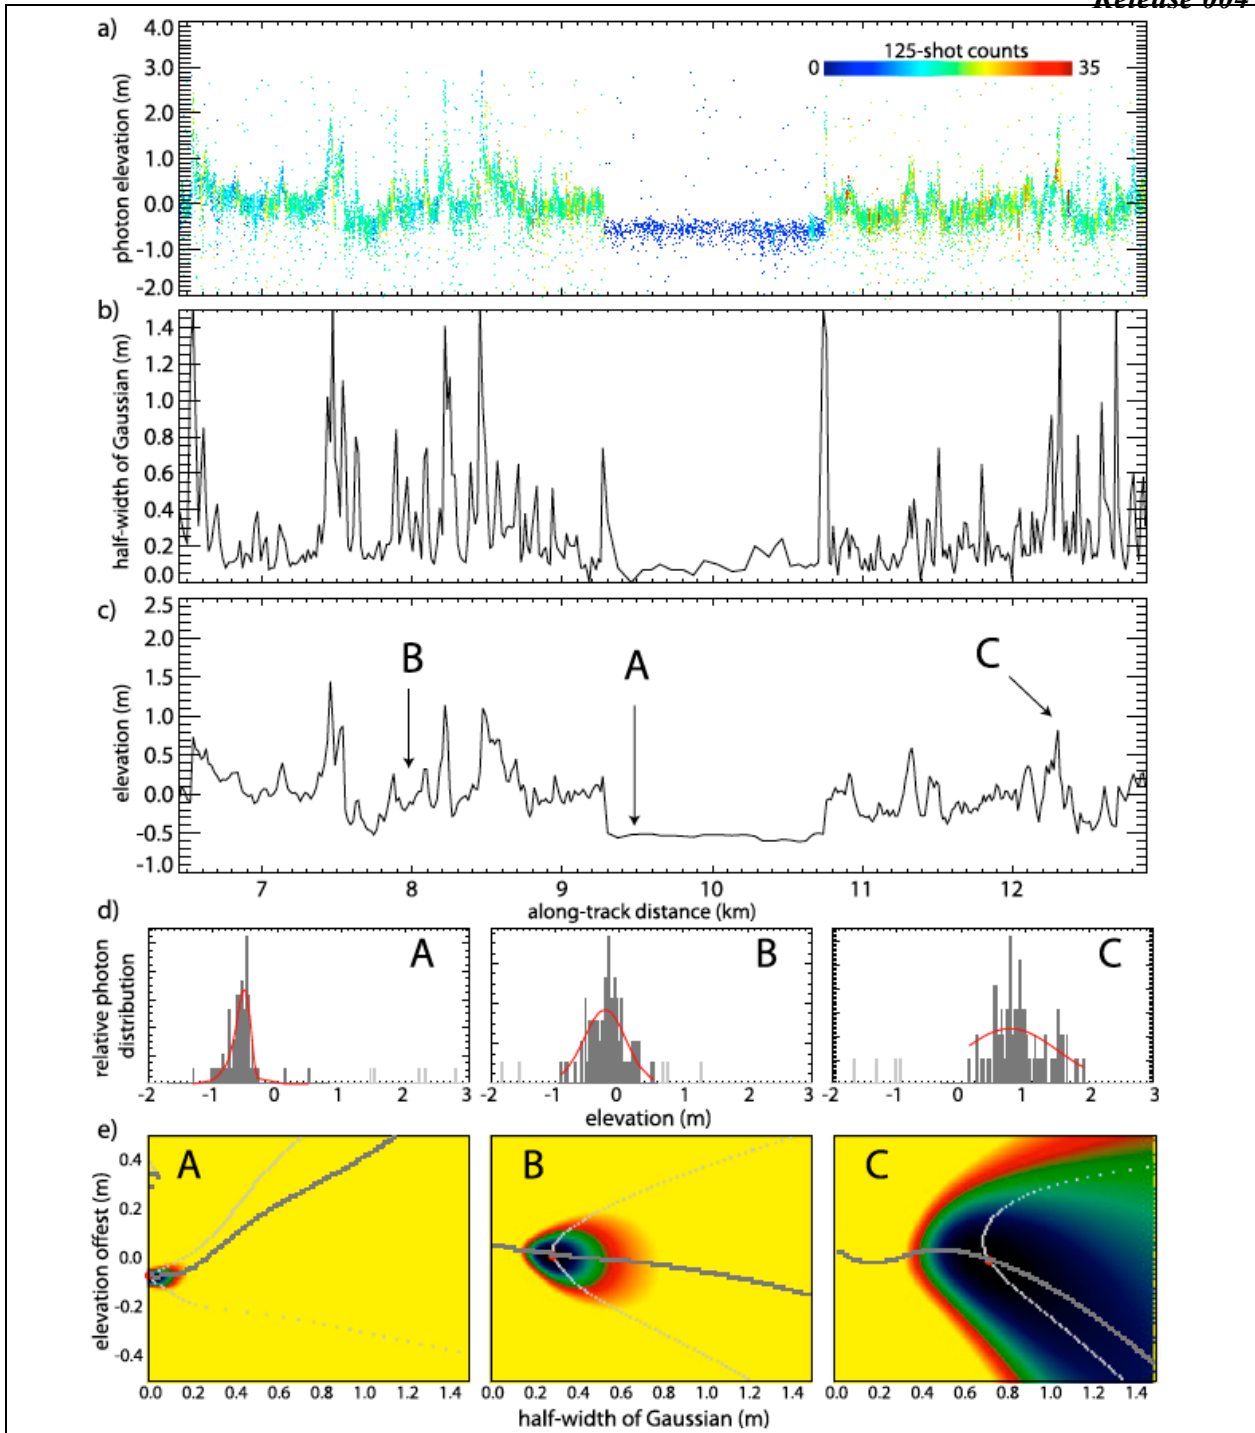 Release 004
a)
4.0
3.0
2.0
1.0
0.0
-1.0
-2.0
photon elevation (m)
125-shot counts
0 35
b)
1.4
1.2
1.0
0.8
0.6
0.4
0.2
0.0
half-width of Gaussian (m)
c)
2.5
2.0
1.5
1.0
0.5
0.0
-0.5
-1.0
elevation (m)
B
A
C
7 8 9 10 11 12
along-track distance (km)
d)
relative photon
distribution
A
B
C
-2 -1 0 1 2 3
-2 -1 0 1 2 3
-2 -1 0 1 2 3
elevation (m)
e)
0.4
0.2
0.0
-0.2
-0.4
elevation offest (m)
A
B
C
0.0 0.2 0.4 0.6 0.8 1.0 1.2 1.4
0.0 0.2 0.4 0.6 0.8 1.0 1.2 1.4
0.0 0.2 0.4 0.6 0.8 1.0 1.2 1.4
half-width of Gaussian (m)